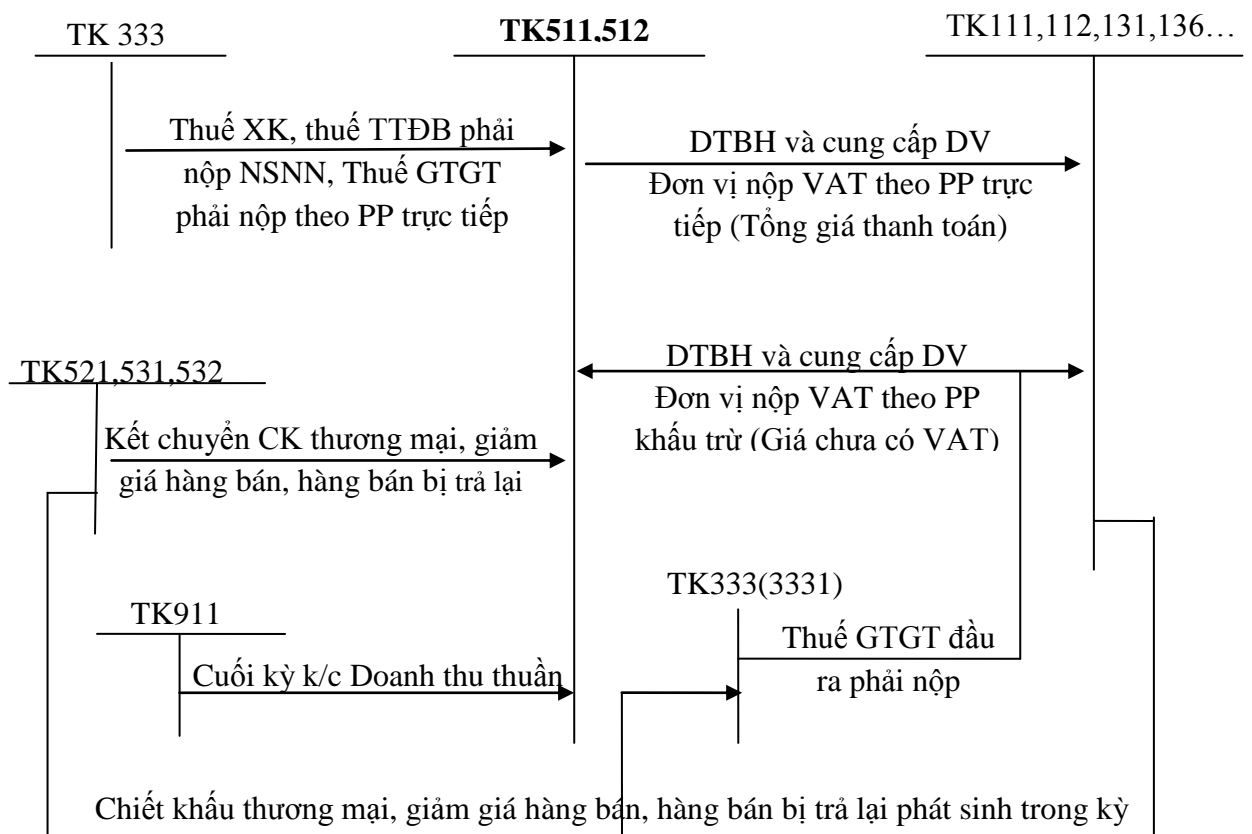 TK 333
TK511,512
TK111,112,131,136…
Thuế XK, thuế TTĐB phải
nộp NSNN, Thuế GTGT
phải nộp theo PP trực tiếp
DTBH và cung cấp DV
Đơn vị nộp VAT theo PP trực
tiếp (Tổng giá thanh toán)
TK521,531,532
Kết chuyển CK thương mại, giảm
giá hàng bán, hàng bán bị trả lại
DTBH và cung cấp DV
Đơn vị nộp VAT theo PP
khấu trừ (Giá chưa có VAT)
TK911
Cuối kỳ k/c Doanh thu thuần
TK333(3331)
Thuế GTGT đầu
ra phải nộp
Chiết khấu thương mại, giảm giá hàng bán, hàng bán bị trả lại phát sinh trong kỳ